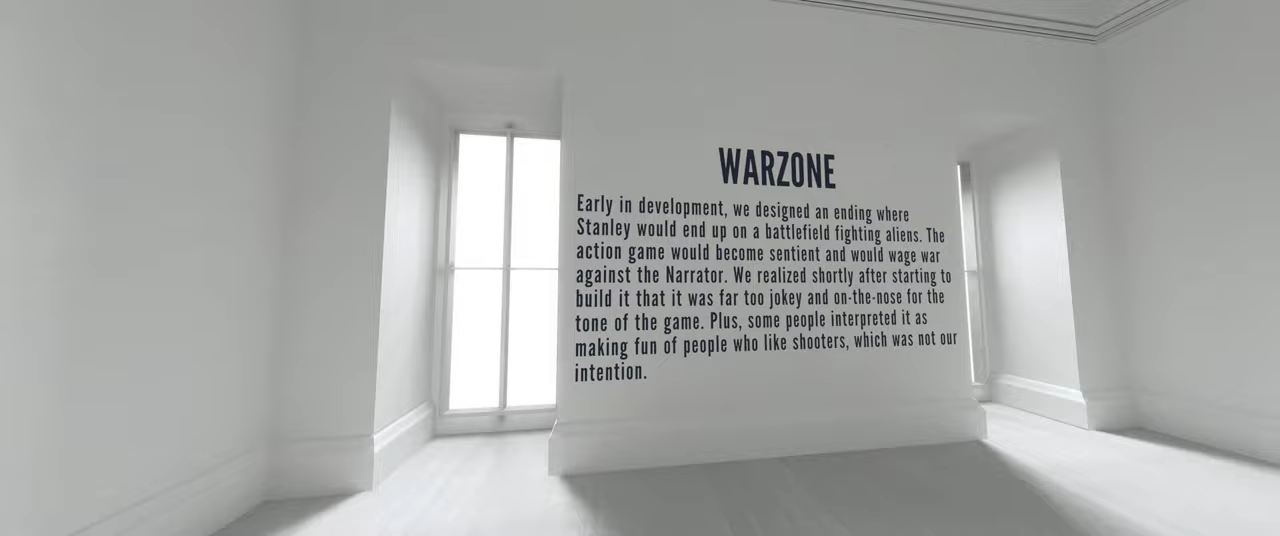 WARZONE
Early in development, we designed an ending where
Stanley would end up on a battlefield fighting aliens. The
action game would become sentient and would wage war
against the Narrator. We realized shortly after starting to
build it that it was far too jokey and on-the-nose for the
tone of the game. Plus, some people interpreted it as
making fun of people who like shooters, which was not our
intention.